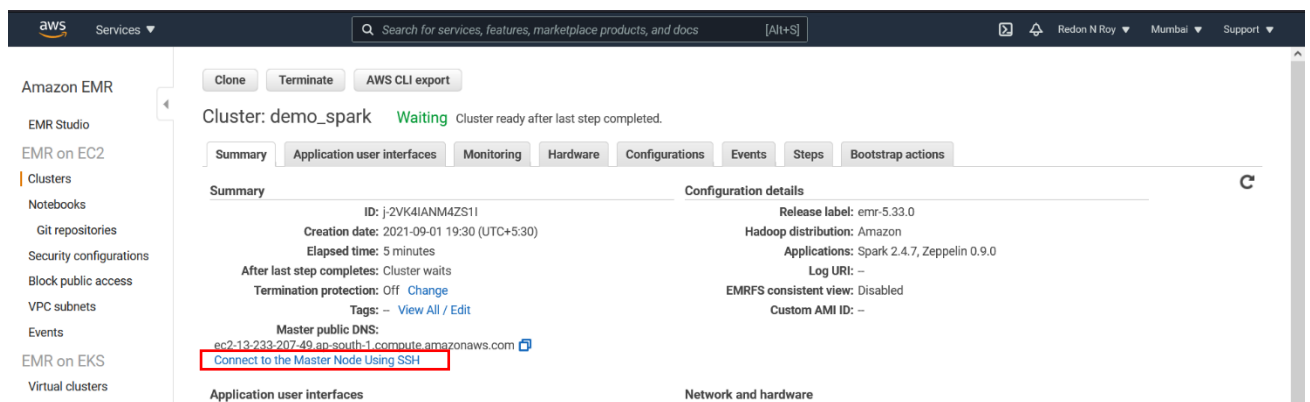 aws Services ▼ Search for services, features, marketplace products, and docs [Alt+S] Redon N Roy ▼ Mumbai ▼ Support ▼
Amazon EMR
EMR Studio
EMR on EC2
Clusters
Notebooks
Git repositories
Security configurations
Block public access
VPC subnets
Events
EMR on EKS
Virtual clusters
Clone Terminate AWS CLI export
Cluster: demo_spark Waiting Cluster ready after last step completed.
Summary Application user interfaces Monitoring Hardware Configurations Events Steps Bootstrap actions
Summary
ID: j-2VK4IANM4ZS1I
Creation date: 2021-09-01 19:30 (UTC+5:30)
Elapsed time: 5 minutes
After last step completes: Cluster waits
Termination protection: Off Change
Tags: -- View All / Edit
Master public DNS:
ec2-13-233-207-49.ap-south-1.compute.amazonaws.com
Connect to the Master Node Using SSH
Configuration details
Release label: emr-5.33.0
Hadoop distribution: Amazon
Applications: Spark 2.4.7, Zeppelin 0.9.0
Log URI: --
EMRFS consistent view: Disabled
Custom AMI ID: --
Application user interfaces
Network and hardware